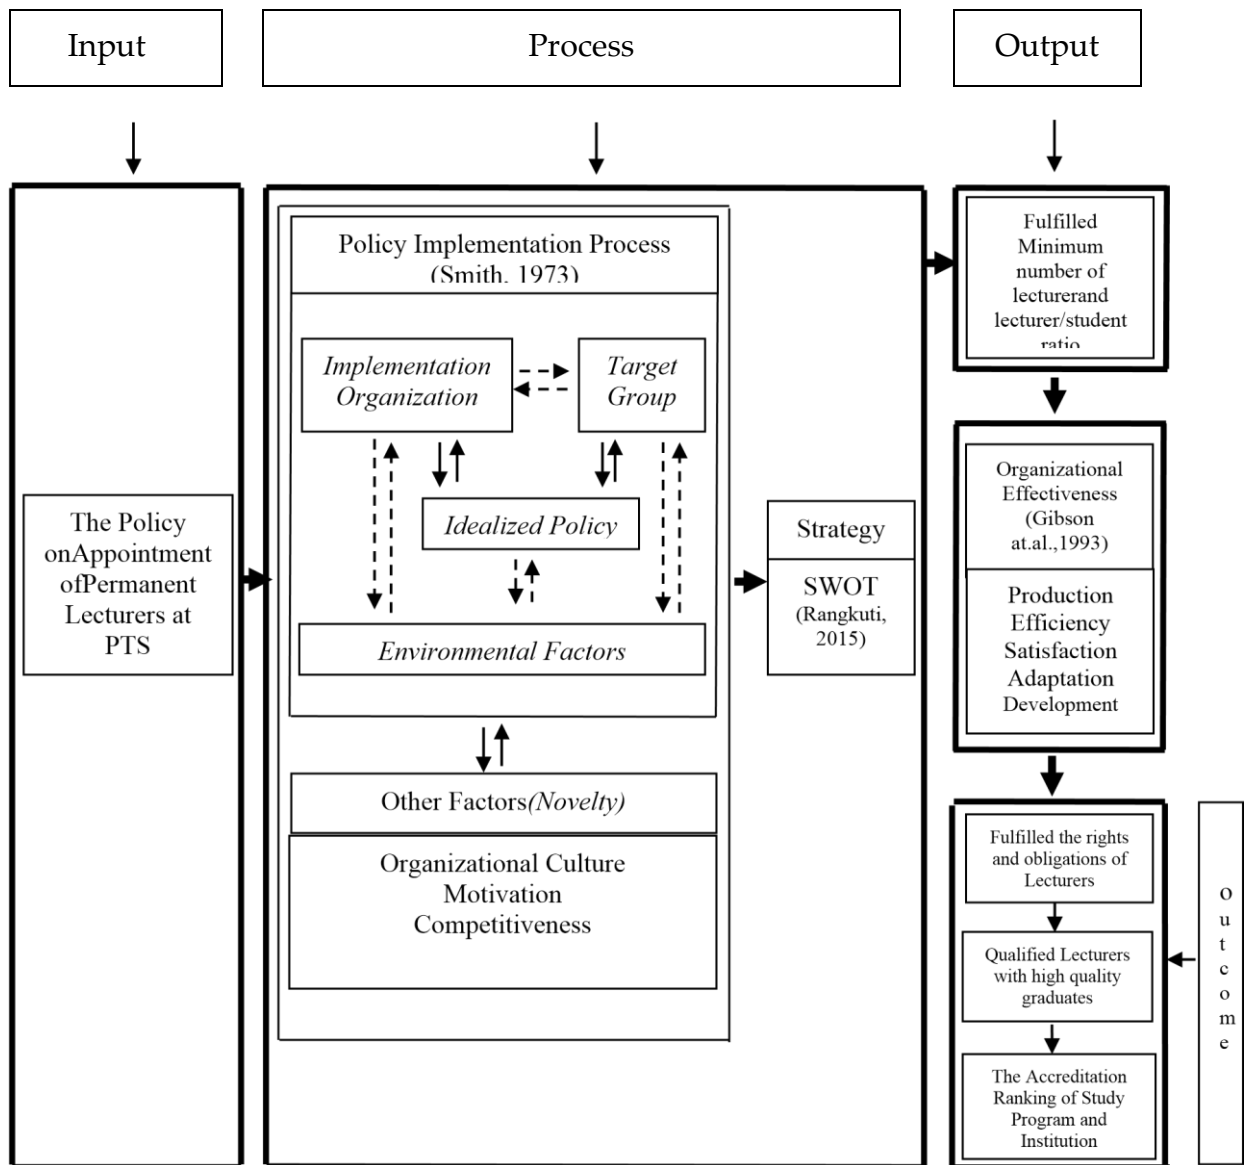 Input
Process
Output
The Policy
onAppointment
ofPermanent
Lecturers at
PTS
Policy Implementation Process
(Smith, 1973)
Implementation
Organization
Target
Group
Idealized Policy
Environmental Factors
Other Factors(Novelty)
Organizational Culture
Motivation
Competitiveness
Strategy
SWOT
(Rangkuti,
2015)
Fulfilled
Minimum
number of
lecturerand
lecturer/student
ratio
Organizational
Effectiveness
(Gibson
at.al.,1993)
Production
Efficiency
Satisfaction
Adaptation
Development
Fulfilled the rights
and obligations of
Lecturers
Qualified Lecturers
with high quality
graduates
The Accreditation
Ranking of Study
Program and
Institution
o
u
t
c
o
m
e